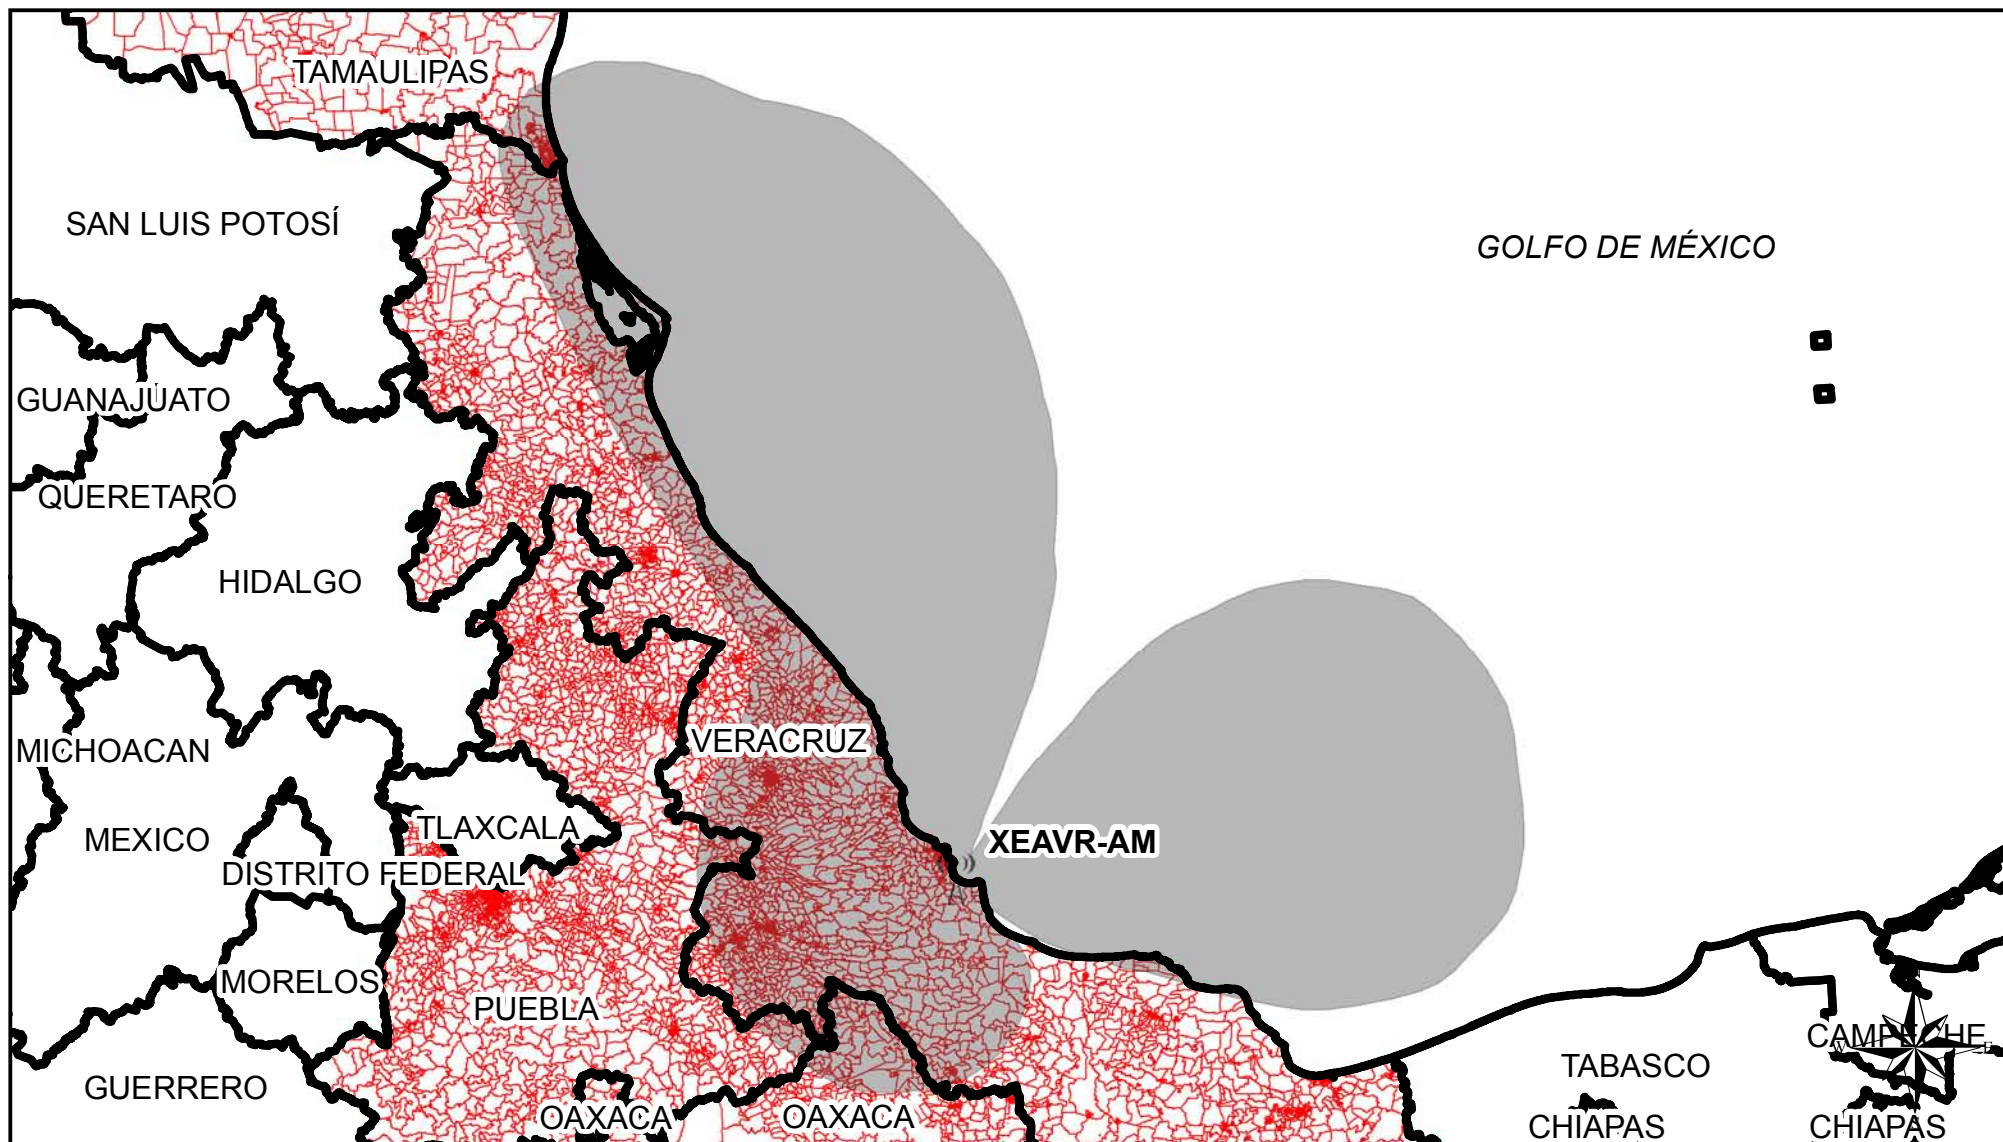 TAMAULIPAS
SAN LUIS POTOSÍ
GOLFO DE MÉXICO
GUANAJUATO
QUERETARO
HIDALGO
VERACRUZ
MICHOACAN
TLAXCALA
MEXICO
XEAVR-AM
DISTRITO FEDERAL
MORELOS
PUEBLA
CAMPECHE
W
E
TABASCO
GUERRERO
OAXACA
OAXACA
CHIAPAS
CHIAPAS